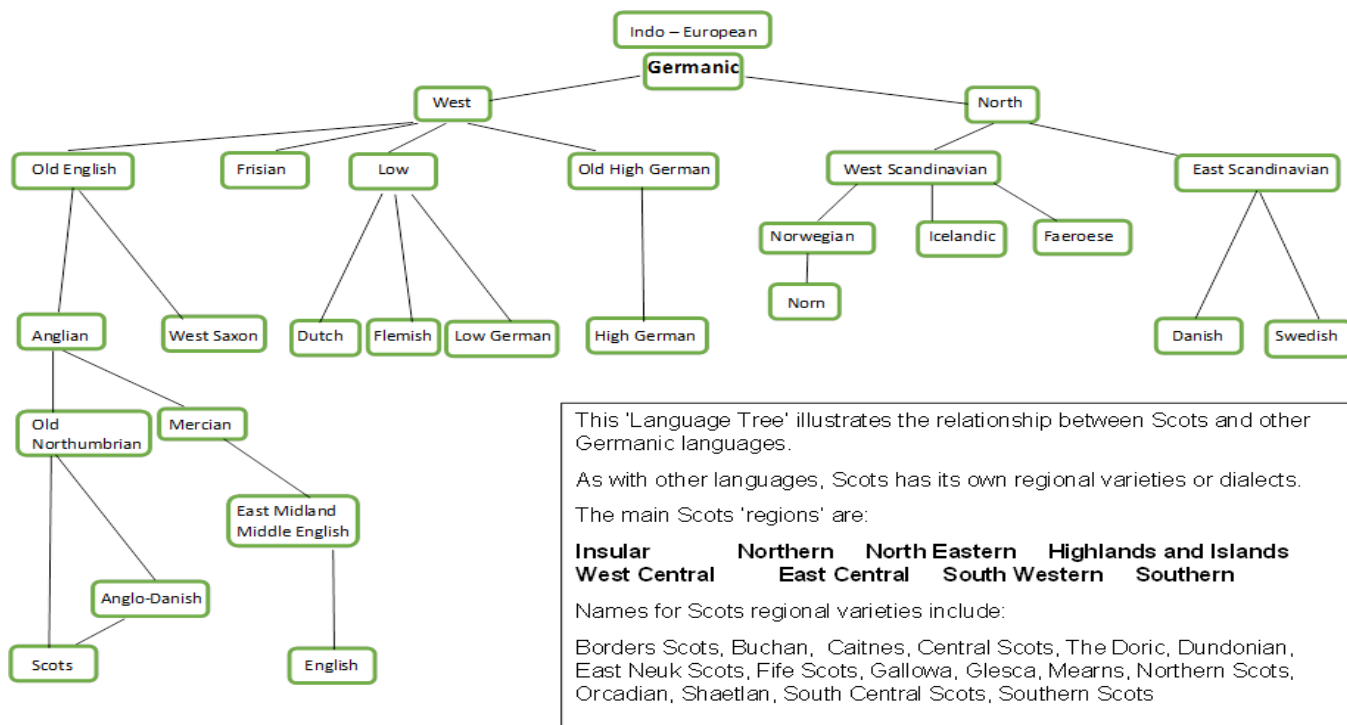 Indo – European
Germanic
West
North
Old English
Frisian
Low
Old High German
West Scandinavian
East Scandinavian
Norwegian
Icelandic
Faeroese
Norn
Anglian
West Saxon
Dutch
Flemish
Low German
High German
Danish
Swedish
Old
Northumbrian
Mercian
East Midland
Middle English
Anglo-Danish
Scots
English
This 'Language Tree' illustrates the relationship between Scots and other
Germanic languages.
As with other languages, Scots has its own regional varieties or dialects.
The main Scots 'regions' are:
Insular Northern North Eastern Highlands and Islands
West Central East Central South Western Southern
Names for Scots regional varieties include:
Borders Scots, Buchan, Caitnes, Central Scots, The Doric, Dundonian,
East Neuk Scots, Fife Scots, Gallowa, Glesca, Mearns, Northern Scots,
Orcadian, Shaetlan, South Central Scots, Southern Scots